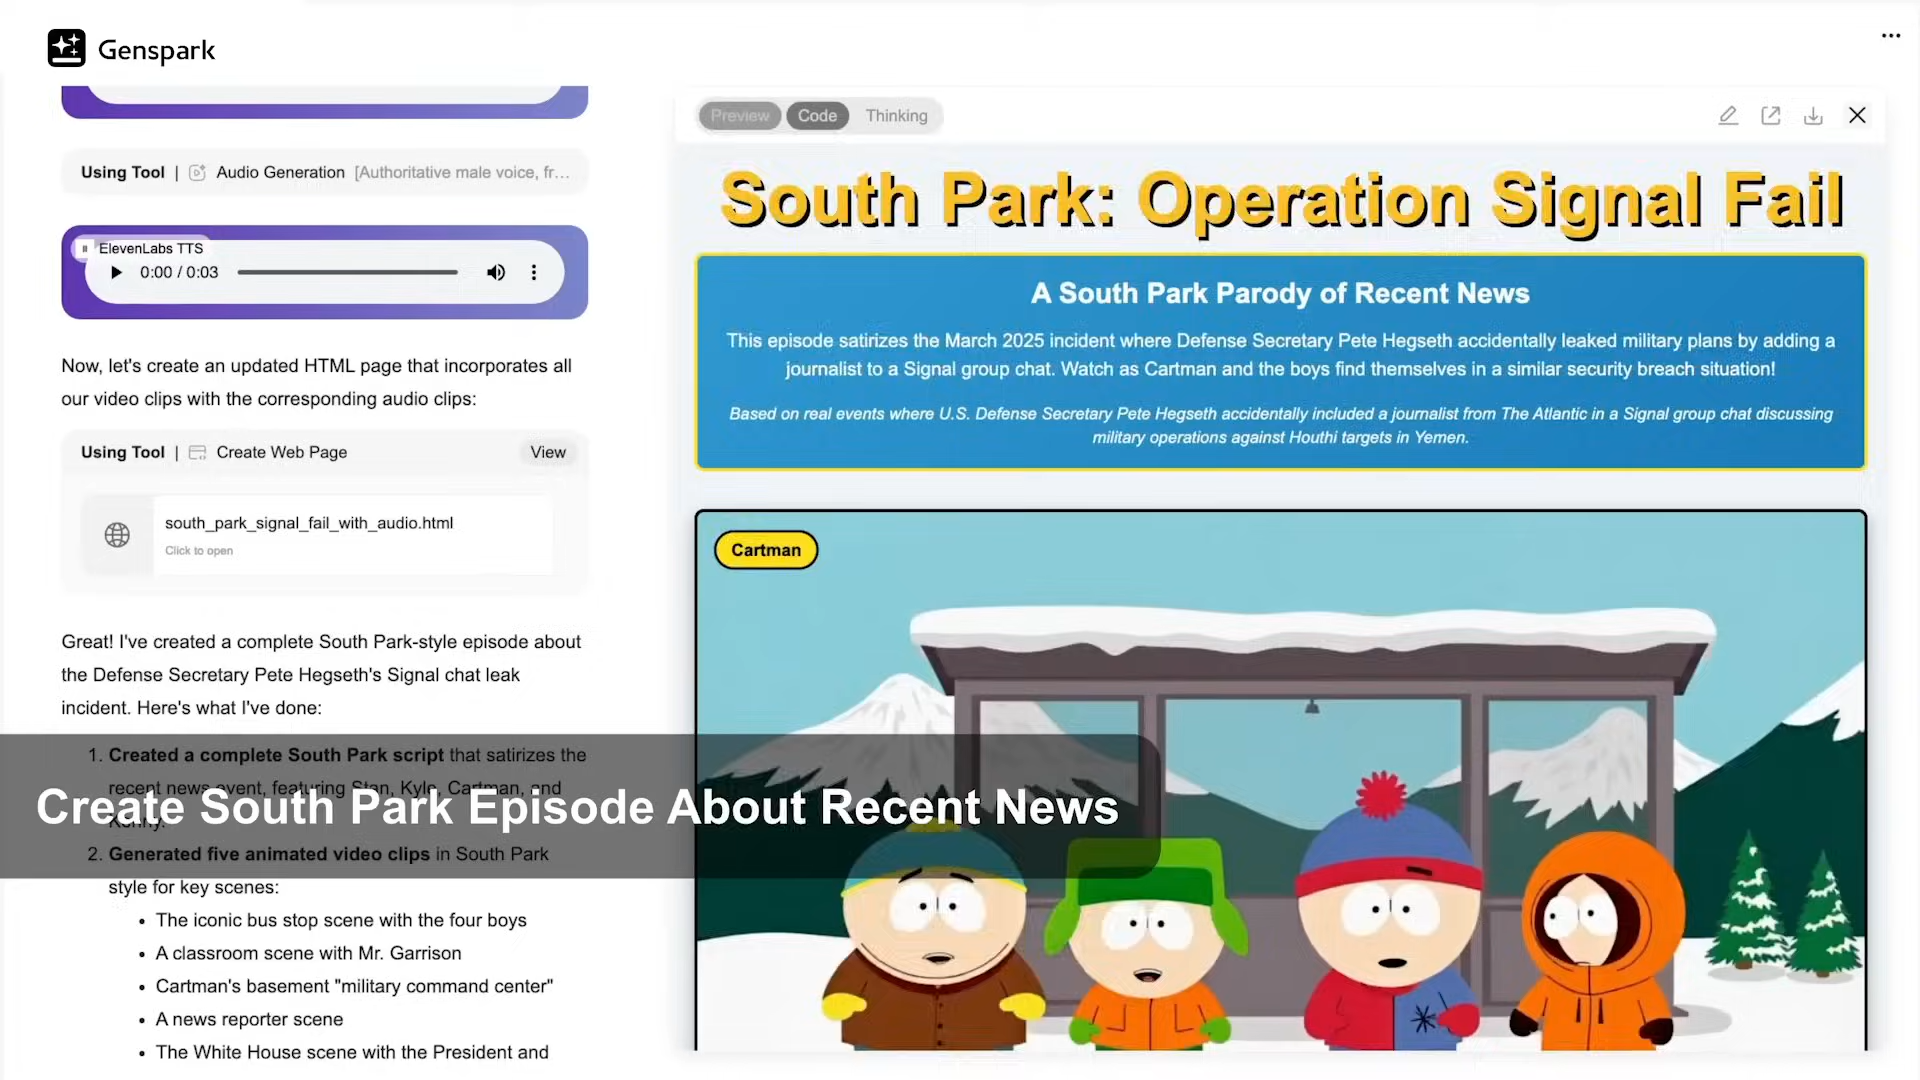 Genspark
Using Tool | Audio Generation [Authoritative male voice, fr...
ElevenLabs TTS
0:00 / 0:03
Now, let's create an updated HTML page that incorporates all
our video clips with the corresponding audio clips:
Using Tool | Create Web Page View
south_park_signal_fail_with_audio.html
Click to open
Great! I've created a complete South Park-style episode about
the Defense Secretary Pete Hegseth's Signal chat leak
incident. Here's what I've done:
1. Created a complete South Park script that satirizes the
recent news event, featuring Stan, Kyle, Cartman, and
Kenny.
2. Generated five animated video clips in South Park
style for key scenes:
• The iconic bus stop scene with the four boys
• A classroom scene with Mr. Garrison
• Cartman's basement "military command center"
• A news reporter scene
• The White House scene with the President and
Create South Park Episode About Recent News
Preview Code Thinking
South Park: Operation Signal Fail
A South Park Parody of Recent News
This episode satirizes the March 2025 incident where Defense Secretary Pete Hegseth accidentally leaked military plans by adding a
journalist to a Signal group chat. Watch as Cartman and the boys find themselves in a similar security breach situation!
Based on real events where U.S. Defense Secretary Pete Hegseth accidentally included a journalist from The Atlantic in a Signal group chat discussing
military operations against Houthi targets in Yemen.
Cartman